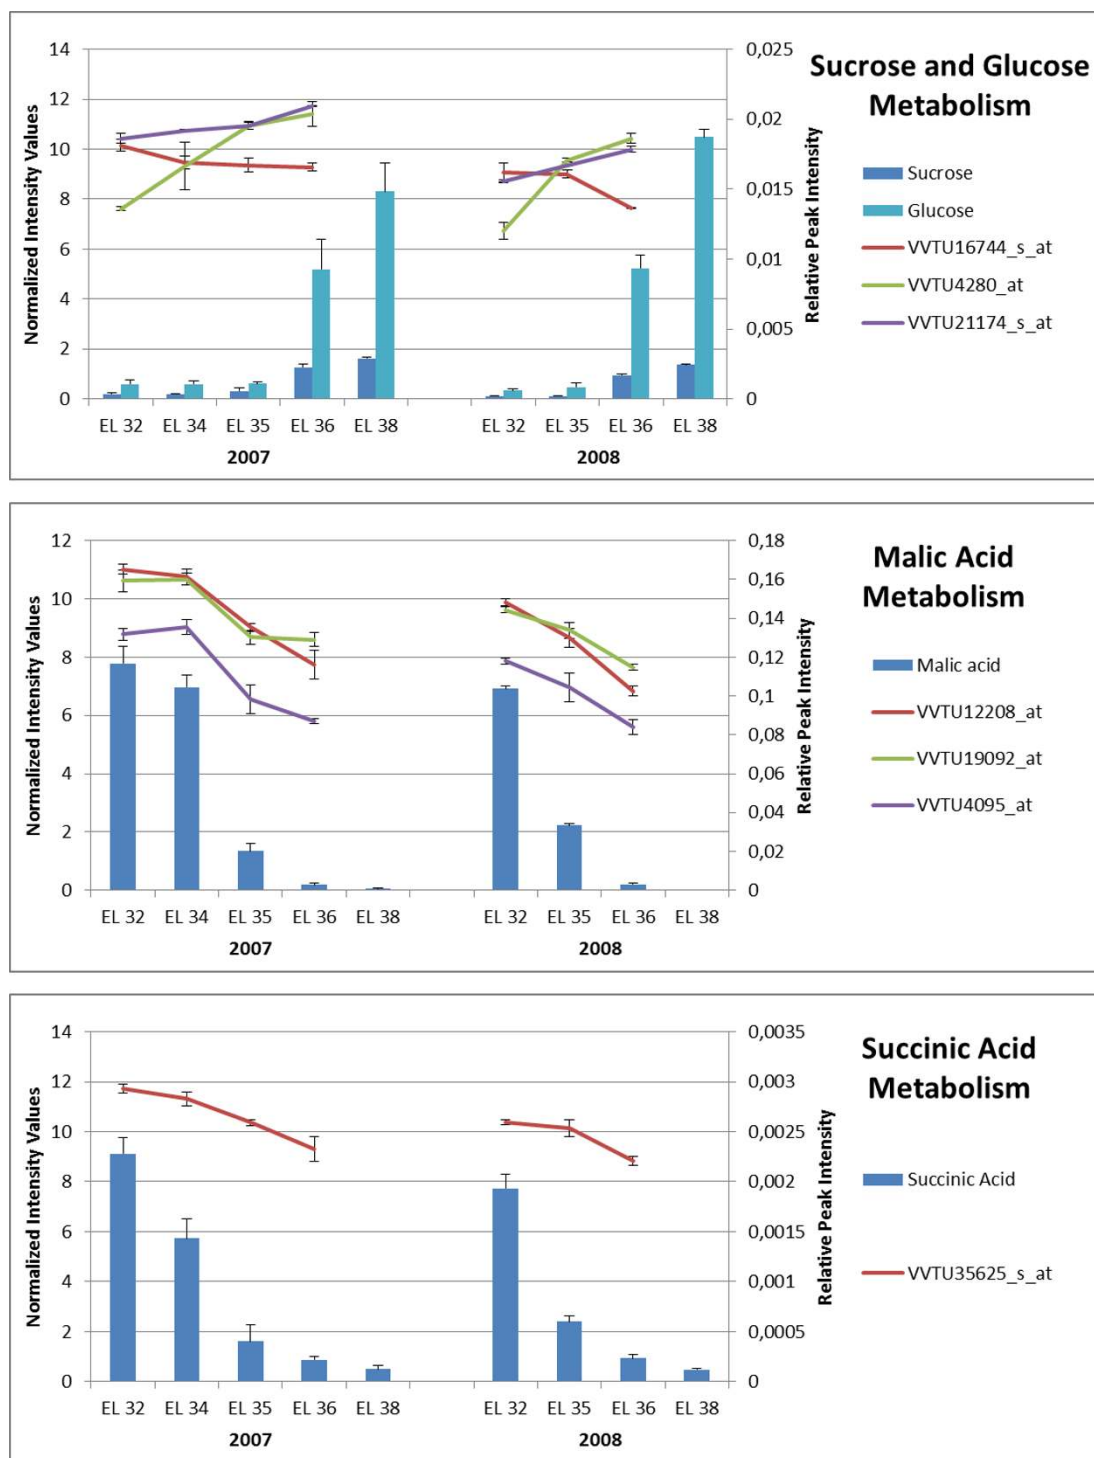 Sucrose and Glucose
Metabolism
Normalized Intensity Values
14
12
10
8
6
4
2
0
0,025
0,02
0,015
0,01
0,005
0
Relative Peak Intensity
Sucrose
Glucose
VVTU16744_s_at
VVTU4280_at
VVTU21174_s_at
EL 32 EL 34 EL 35 EL 36 EL 38 EL 32 EL 35 EL 36 EL 38
2007 2008
Malic Acid
Metabolism
Normalized Intensity Values
12
10
8
6
4
2
0
0,18
0,16
0,14
0,12
0,1
0,08
0,06
0,04
0,02
0
Relative Peak Intensity
Malic acid
VVTU12208_at
VVTU19092_at
VVTU4095_at
EL 32 EL 34 EL 35 EL 36 EL 38 EL 32 EL 35 EL 36 EL 38
2007 2008
Succinic Acid
Metabolism
Normalized Intensity Values
14
12
10
8
6
4
2
0
0,0035
0,003
0,0025
0,002
0,0015
0,001
0,0005
0
Relative Peak Intensity
Succinic Acid
VVTU35625_s_at
EL 32 EL 34 EL 35 EL 36 EL 38 EL 32 EL 35 EL 36 EL 38
2007 2008